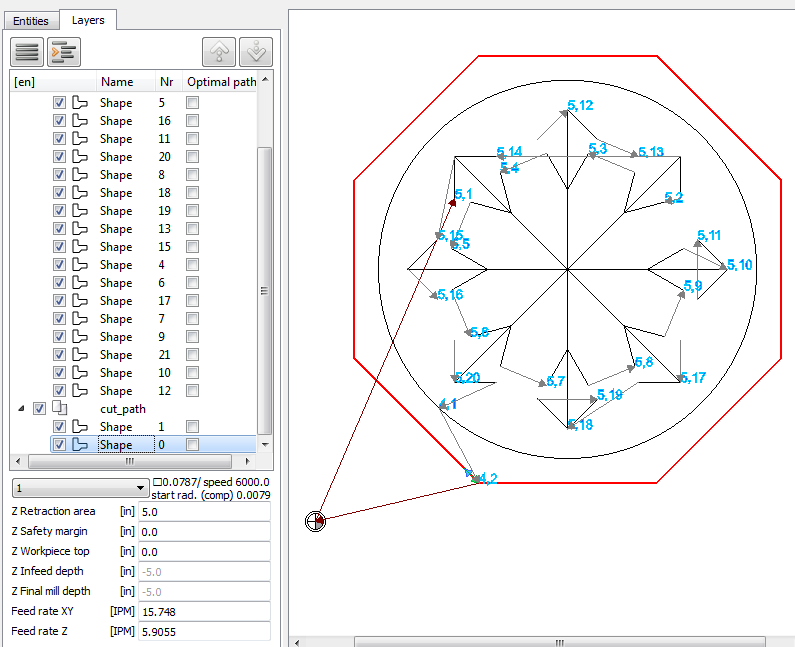 Entities Layers
[en] Name Nr Optimal path
Shape 5
Shape 16
Shape 11
Shape 20
Shape 8
Shape 18
Shape 19
Shape 13
Shape 15
Shape 4
Shape 6
Shape 17
Shape 7
Shape 9
Shape 21
Shape 10
Shape 12
cut_path
Shape 1
Shape 0
1
0.0787/ speed 6000.0
start rad. (comp) 0.0079
Z Retraction area [in] 5.0
Z Safety margin [in] 0.0
Z Workpiece top [in] 0.0
Z Infeed depth [in] -5.0
Z Final mill depth [in] -5.0
Feed rate XY [IPM] 15.748
Feed rate Z [IPM] 5.9055
5,12
5,14
5,3
5,13
5,4
5,1
5,2
5,15
5,5
5,11
5,10
5,16
5,9
5,6
5,8
5,20
5,7
5,17
4,1
5,19
5,18
4,2